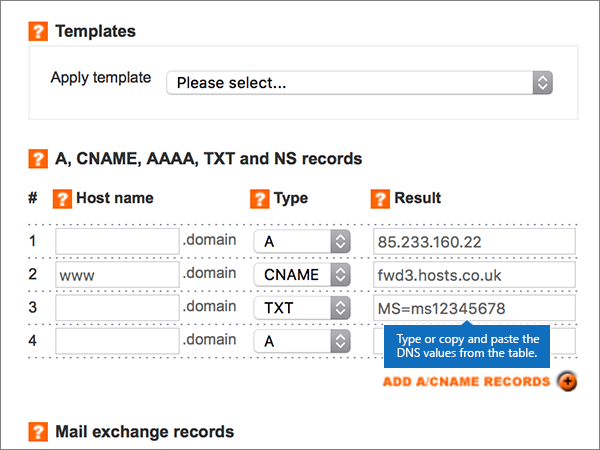 ? Templates
Apply template Please select...
? A, CNAME, AAAA, TXT and NS records
# ? Host name ? Type ? Result
1 .domain A 85.233.160.22
2 www .domain CNAME fwd3.hosts.co.uk
3 .domain TXT MS=ms12345678
4 .domain A
Type or copy and paste the
DNS values from the table.
ADD A/CNAME RECORDS +
? Mail exchange records